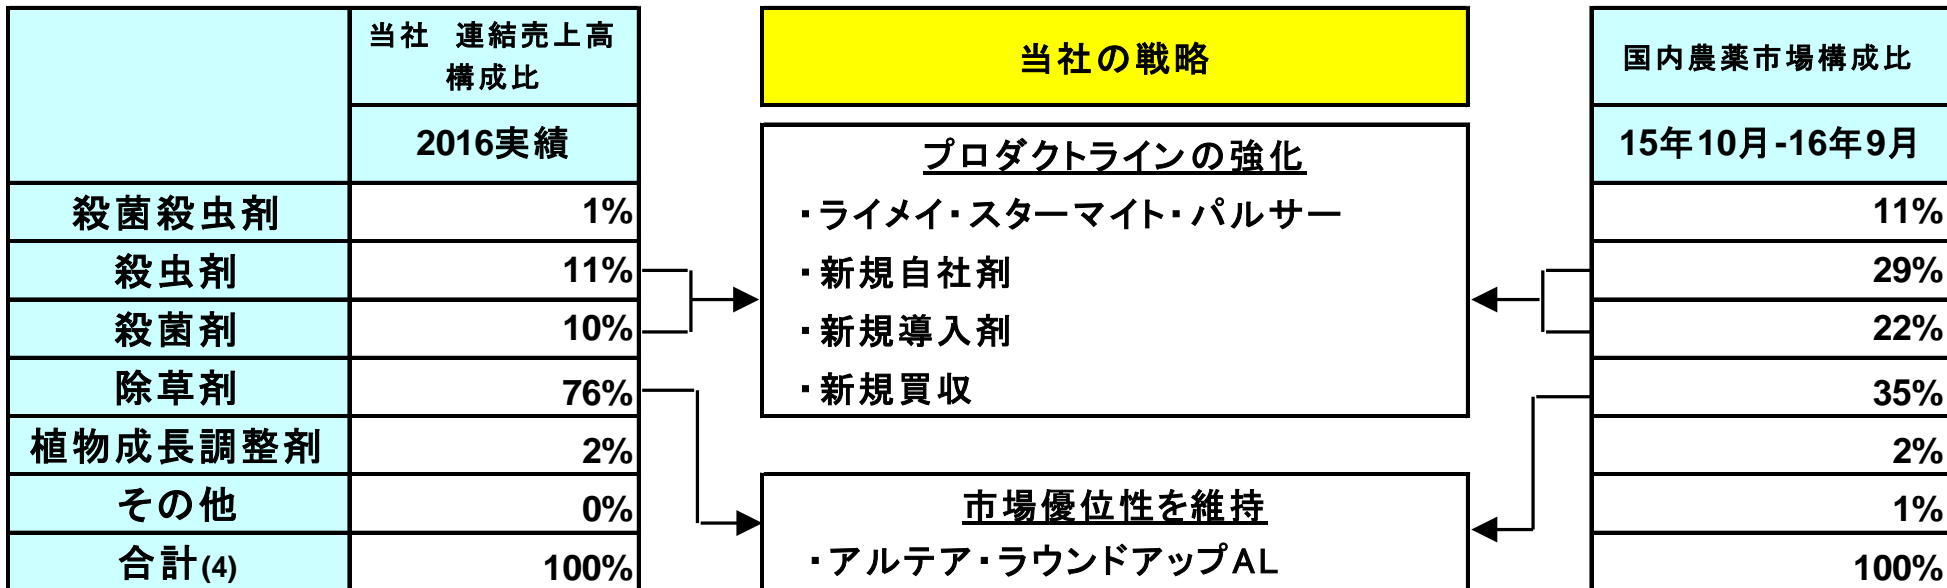 当社 連結売上高
構成比
2016実績
殺菌殺虫剤 1%
殺虫剤 11%
殺菌剤 10%
除草剤 76%
植物成長調整剤 2%
その他 0%
合計(4) 100%
当社の戦略
プロダクトラインの強化
・ライメイ・スターマイト・パルサー
・新規自社剤
・新規導入剤
・新規買収
市場優位性を維持
・アルテア・ラウンドアップAL
国内農薬市場構成比
15年10月-16年9月
11%
29%
22%
35%
2%
1%
100%